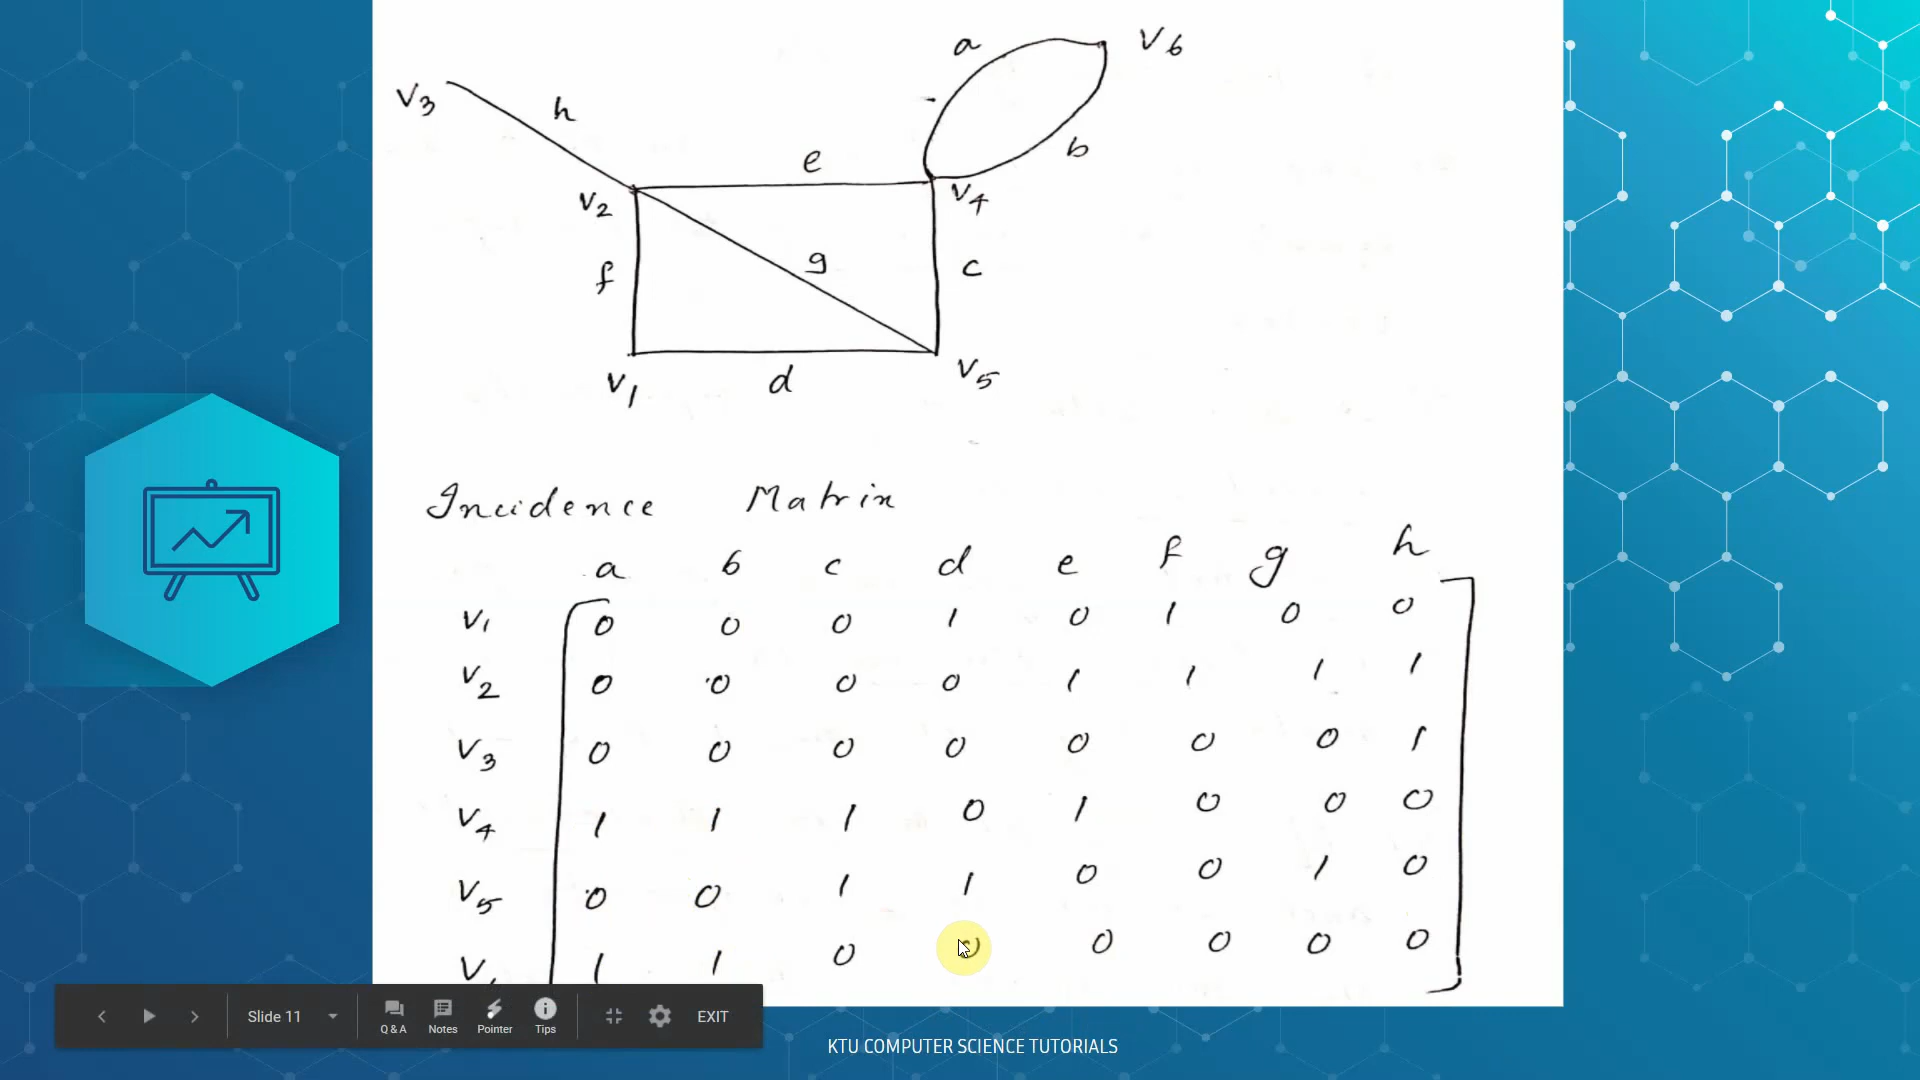 a V6
V3 h
b
e
V2 V4
f g c
V1 d V5
Incidence Matrix
a b c d e f g h
V1 0 0 0 1 0 1 0 0
V2 0 0 0 0 1 1 1 1
V3 0 0 0 0 0 0 0 1
V4 1 1 1 0 1 0 0 0
V5 0 0 1 1 0 0 1 0
1 1 0 0 0 0 0 0
Slide 11 Q & A Notes Pointer Tips EXIT
KTU COMPUTER SCIENCE TUTORIALS